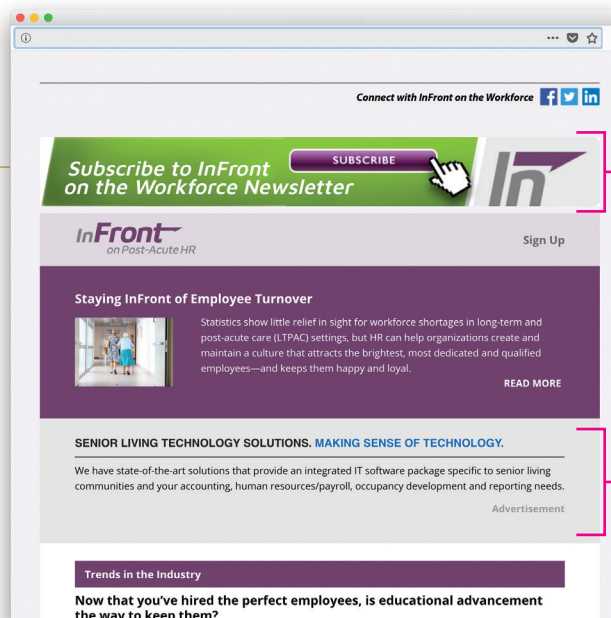 Connect with InFront on the Workforce
Subscribe to InFront
on the Workforce Newsletter
SUBSCRIBE
In
InFront
on Post-Acute HR
Sign Up
Staying InFront of Employee Turnover
Statistics show little relief in sight for workforce shortages in long-term and
post-acute care (LTPAC) settings, but HR can help organizations create and
maintain a culture that attracts the brightest, most dedicated and qualified
employees—and keeps them happy and loyal.
READ MORE
SENIOR LIVING TECHNOLOGY SOLUTIONS. MAKING SENSE OF TECHNOLOGY.
We have state-of-the-art solutions that provide an integrated IT software package specific to senior living
communities and your accounting, human resources/payroll, occupancy development and reporting needs.
Advertisement
Trends in the Industry
Now that you've hired the perfect employees, is educational advancement
the way to keep them?